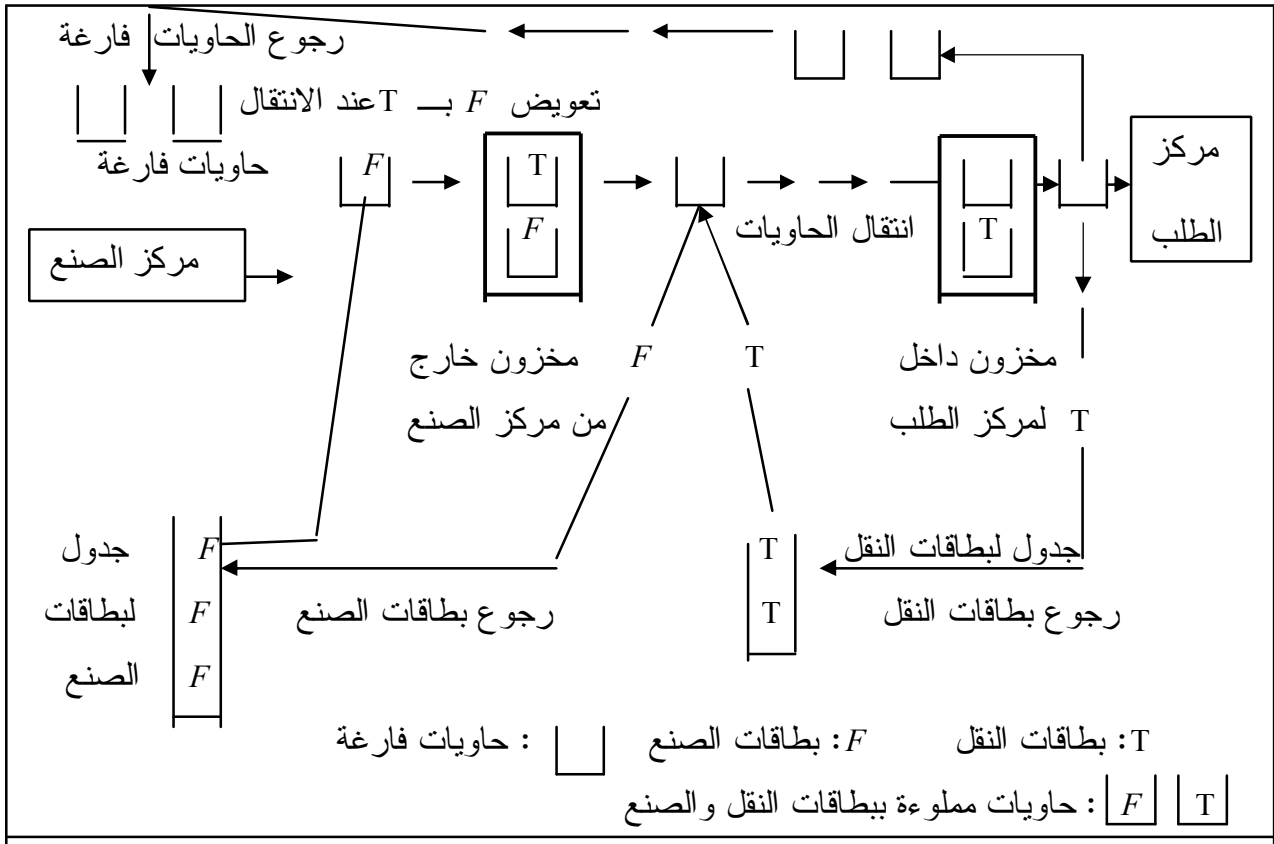 رجوع الحاويات فارغة
تعويض F بـــ T عند الانتقال
حاويات فارغة
F
T
F
T
مركز
الطلب
انتقال الحاويات
مركز الصنع
مخزون خارج
من مركز الصنع
F
T
مخزون داخل
لمركز الطلب
T
جدول
لبطاقات
الصنع
F
F
F
رجوع بطاقات الصنع
T
T
جدول لبطاقات النقل
رجوع بطاقات النقل
T: بطاقات النقل
F: بطاقات الصنع
: حاويات فارغة
T F : حاويات مملوءة ببطاقات النقل والصنع